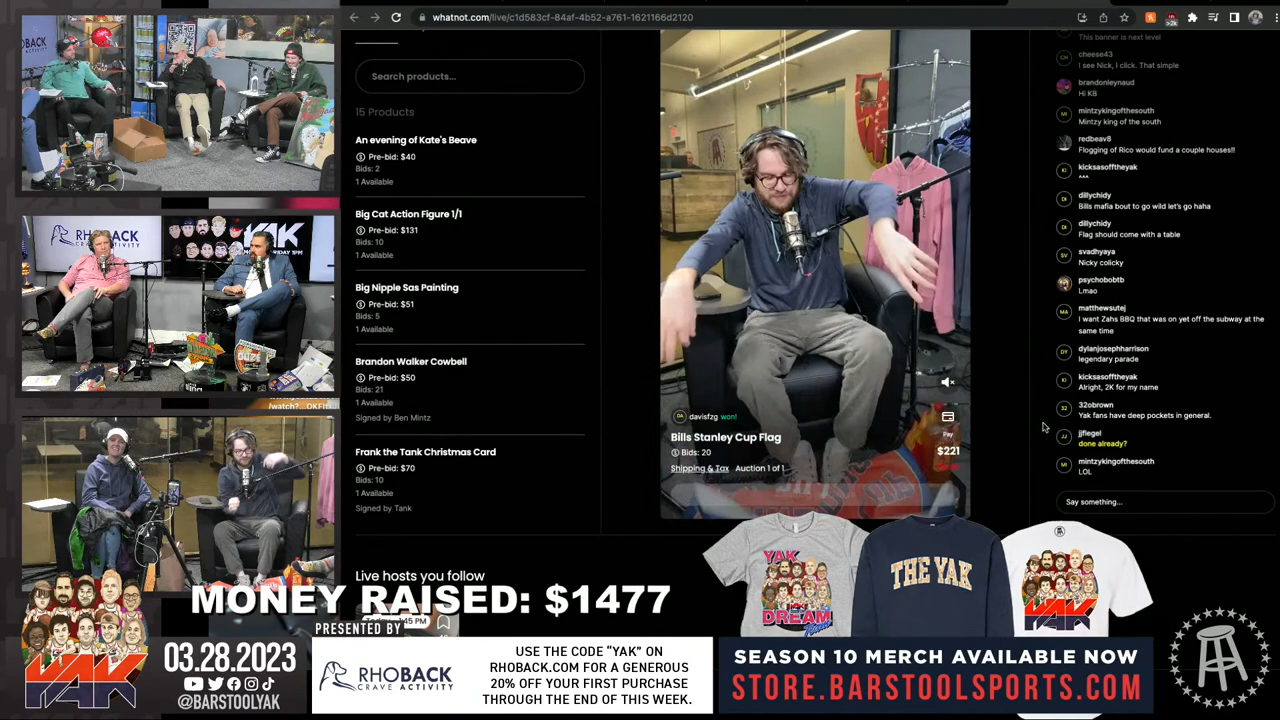 whatnot.com/live/c1d583cf-84af-4b52-a761-1621166d2120
Search products...
15 Products
An evening of Kate's Beave
Pre-bid: $40
Bids: 2
1 Available
Big Cat Action Figure 1/1
Pre-bid: $131
Bids: 10
1 Available
Big Nipple Sas Painting
Pre-bid: $51
Bids: 5
1 Available
Brandon Walker Cowbell
Pre-bid: $50
Bids: 21
Signed by Ben Mintz
Frank the Tank Christmas Card
Pre-bid: $70
Bids: 10
1 Available
Signed by Tank
Live hosts you follow
davisfzg won!
Bills Stanley Cup Flag
Bids: 20
Shipping & Tax Auction 1 of 1
Pay
$221
This banner is next level
cheese43
I see Nick, I click. That simple
brandonleynaud
Hi KB
mintzykingofthesouth
Mintzy king of the south
redbeav8
Flogging of Rico would fund a couple houses!!
kicksasofftheyak
^^^
dillychidy
Bills mafia bout to go wild let's go haha
dillychidy
Flag should come with a table
svadhyaya
Nicky colicky
psychobobtb
Lmao
matthewsutej
I want Zahs BBQ that was on yet off the subway at the
same time
dylanjosephharrison
legendary parade
kicksasofftheyak
Alright, 2K for my name
32obrown
Yak fans have deep pockets in general.
jjflegel
done already?
mintzykingofthesouth
LOL
Say something...
RHOBACK
YAK
MONEY RAISED: $1477
PRESENTED BY
YAK
03.28.2023
@BARSTOOLYAK
RHOBACK
CRAVE ACTIVITY
USE THE CODE "YAK" ON
RHOBACK.COM FOR A GENEROUS
20% OFF YOUR FIRST PURCHASE
THROUGH THE END OF THIS WEEK.
YAK
DREAM
THE YAK
YAK
SEASON 10 MERCH AVAILABLE NOW
STORE.BARSTOOLSPORTS.COM